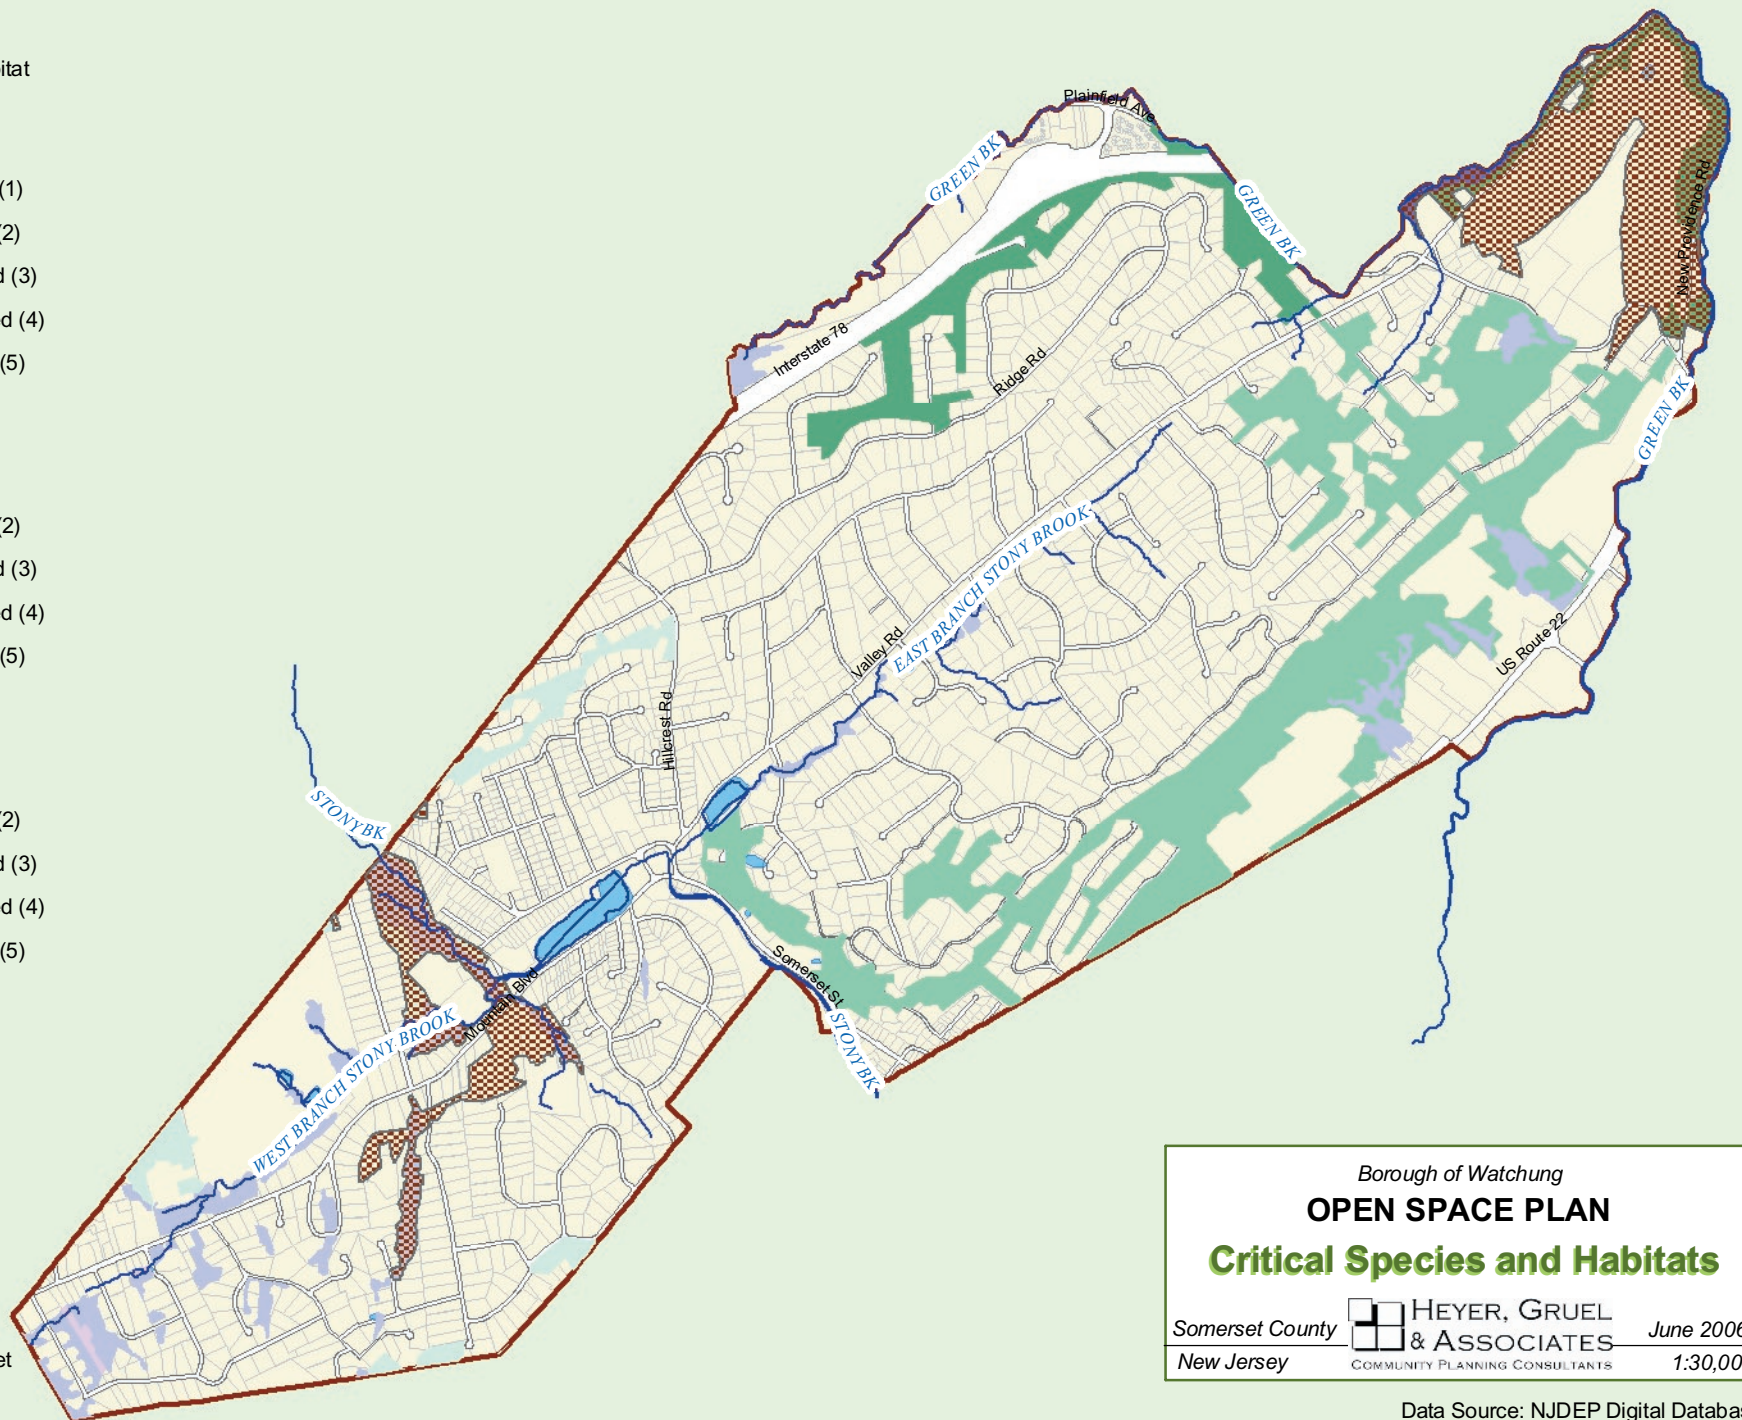 itat
(1)
(2)
d (3)
ed (4)
(5)
(2)
d (3)
ed (4)
(5)
(2)
d (3)
ed (4)
(5)
et
Plainfield Ave
GREEN BK
GREEN BK
New Providence Rd
Interstate 78
Ridge Rd
GREEN BK
EAST BRANCH STONY BROOK
Valley Rd
US Route 22
Hillcrest Rd
STONY BK
Somerset St
Mountain Blvd
STONY BK
WEST BRANCH STONY BROOK
Borough of Watchung
OPEN SPACE PLAN
Critical Species and Habitats
Somerset County
New Jersey
HEYER, GRUEL
& ASSOCIATES
COMMUNITY PLANNING CONSULTANTS
June 2006
1:30,00
Data Source: NJDEP Digital Databas